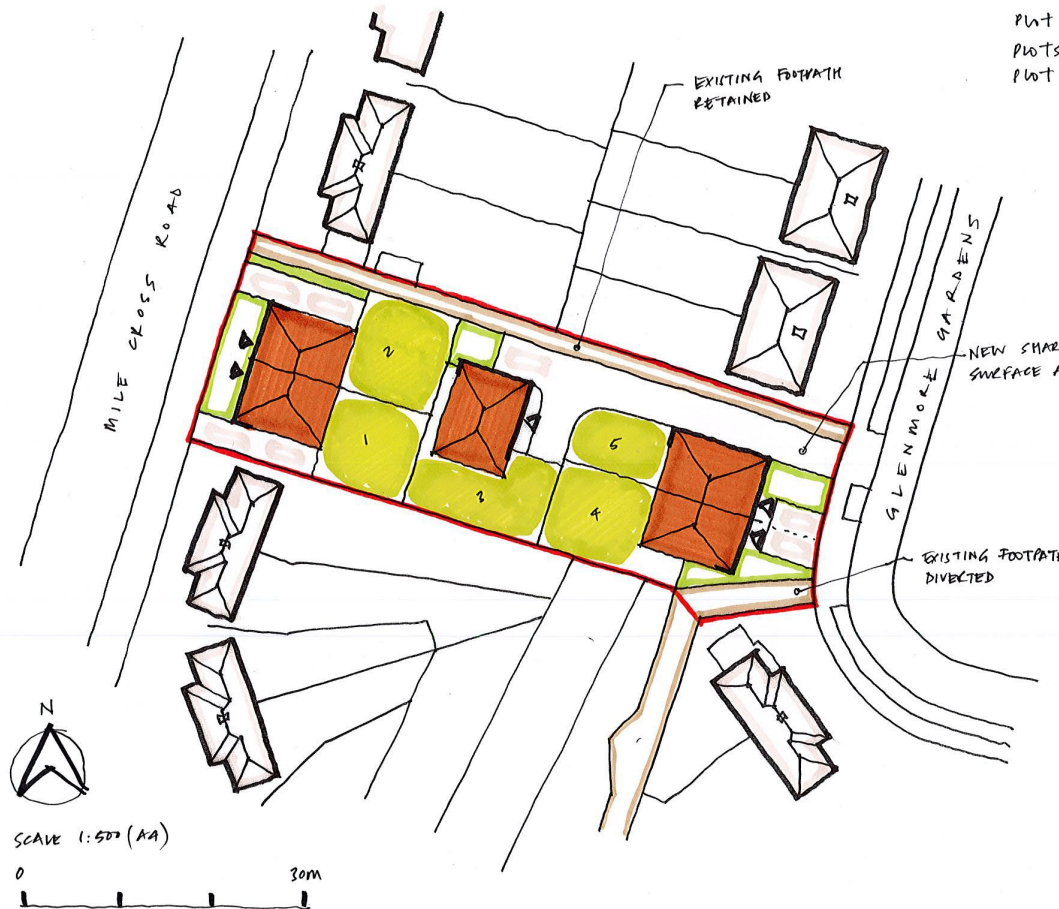 PLOT
PLOTS
PLOT
EXISTING FOOTPATH
RETAINED
MILE CROSS ROAD
GLENMORE GARDENS
NEW SHAR
SURFACE A
EXISTING FOOTPATH
DIVERTED
2
1
3
5
4
N
SCALE 1:500 (A4)
0 30m